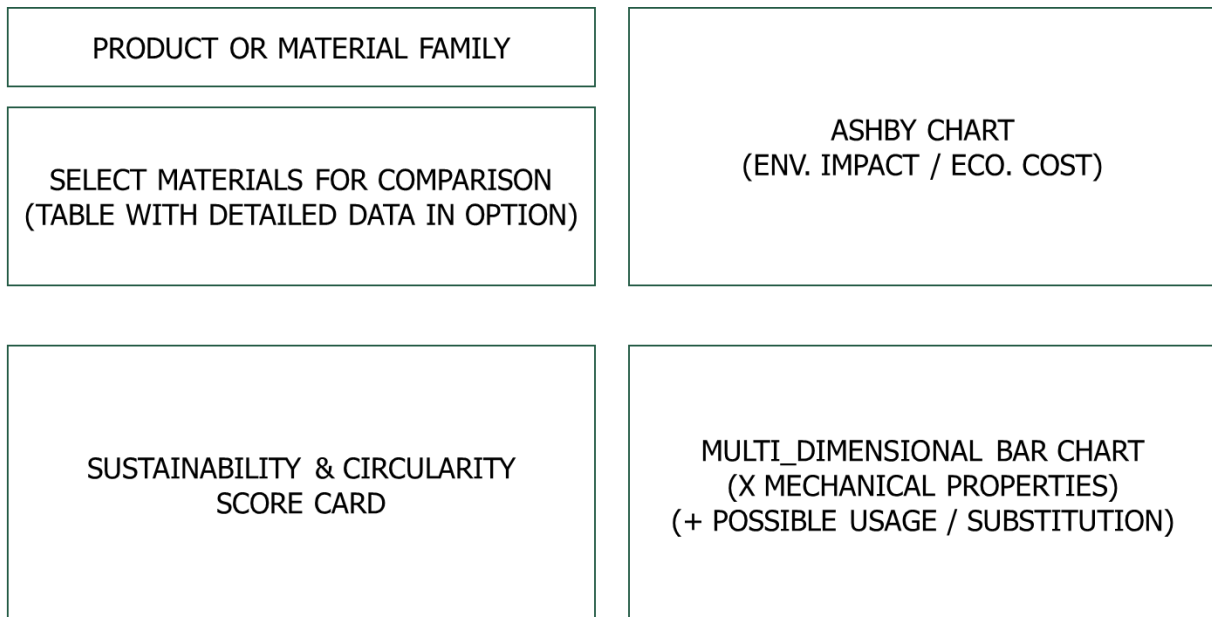 PRODUCT OR MATERIAL FAMILY
SELECT MATERIALS FOR COMPARISON
(TABLE WITH DETAILED DATA IN OPTION)
ASHBY CHART
(ENV. IMPACT / ECO. COST)
SUSTAINABILITY & CIRCULARITY
SCORE CARD
MULTI_DIMENSIONAL BAR CHART
(X MECHANICAL PROPERTIES)
(+ POSSIBLE USAGE / SUBSTITUTION)